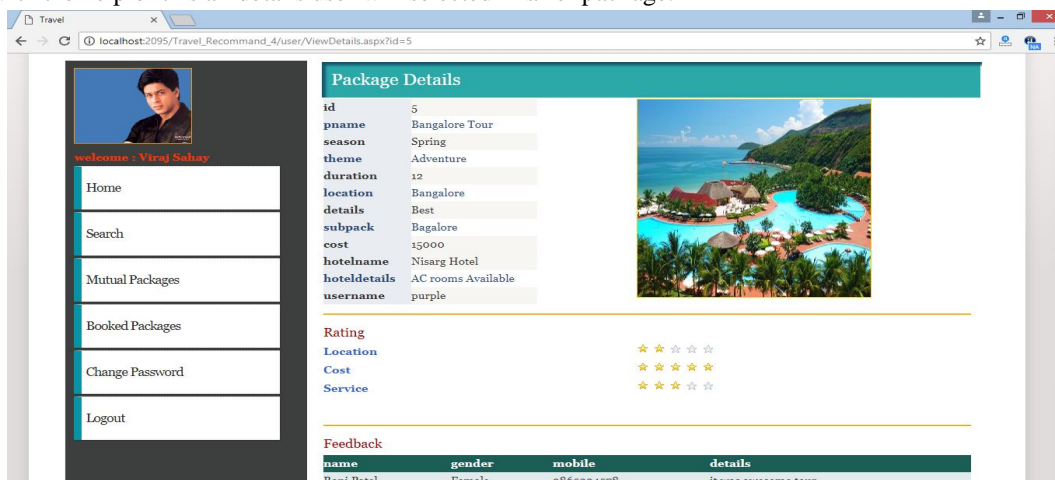 Travel
localhost:2095/Travel_Recommand_4/user/ViewDetails.aspx?id=5
welcome : Viraj Sahay
Home
Search
Mutual Packages
Booked Packages
Change Password
Logout
Package Details
id 5
pname Bangalore Tour
season Spring
theme Adventure
duration 12
location Bangalore
details Best
subpack Bagalore
cost 15000
hotelname Nisarg Hotel
hoteldetails AC rooms Available
username purple
Rating
Location
Cost
Service
Feedback
name gender mobile details